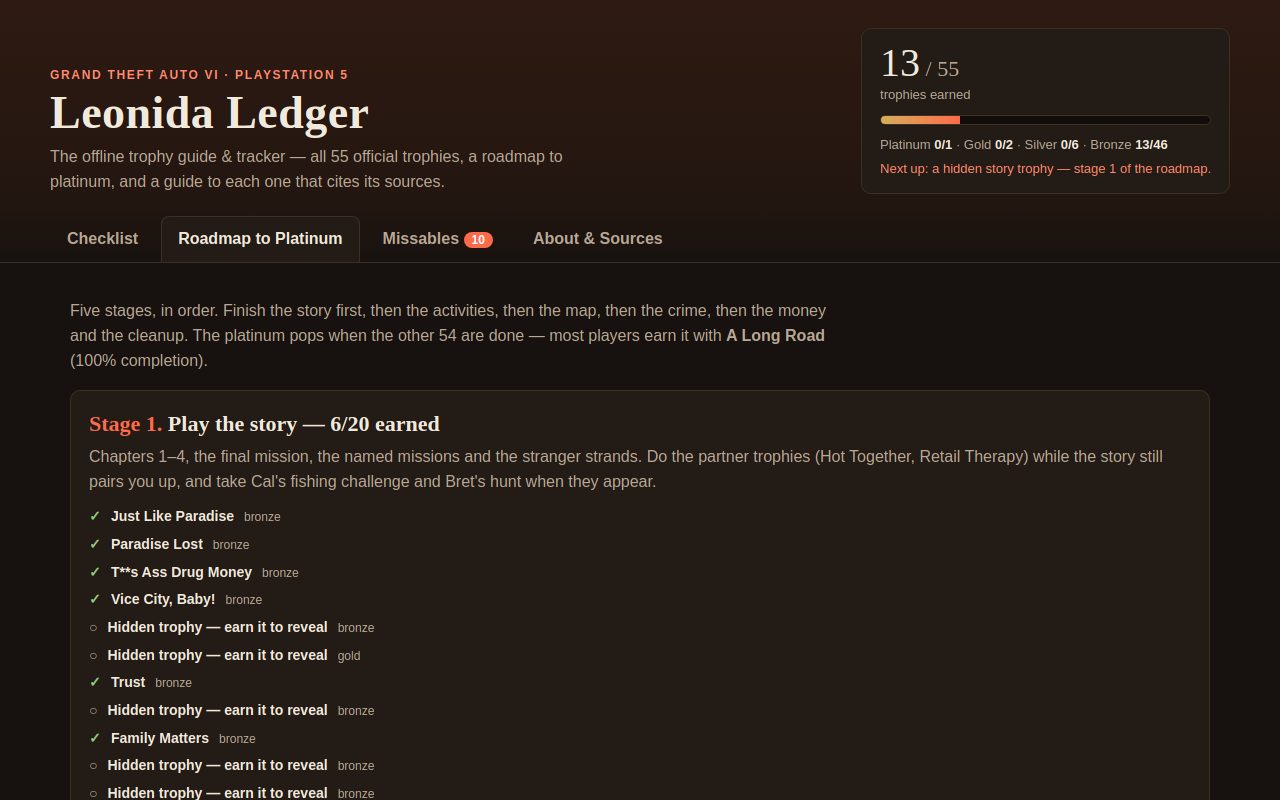 GRAND THEFT AUTO VI · PLAYSTATION 5
Leonida Ledger
The offline trophy guide & tracker — all 55 official trophies, a roadmap to
platinum, and a guide to each one that cites its sources.
13 / 55
trophies earned
Platinum 0/1 · Gold 0/2 · Silver 0/6 · Bronze 13/46
Next up: a hidden story trophy — stage 1 of the roadmap.
Checklist
Roadmap to Platinum
Missables 10
About & Sources
Five stages, in order. Finish the story first, then the activities, then the map, then the crime, then the money
and the cleanup. The platinum pops when the other 54 are done — most players earn it with A Long Road
(100% completion).
Stage 1. Play the story — 6/20 earned
Chapters 1–4, the final mission, the named missions and the stranger strands. Do the partner trophies (Hot Together, Retail Therapy) while the story still
pairs you up, and take Cal's fishing challenge and Bret's hunt when they appear.
✓ Just Like Paradise bronze
✓ Paradise Lost bronze
✓ T**s Ass Drug Money bronze
✓ Vice City, Baby! bronze
○ Hidden trophy — earn it to reveal bronze
○ Hidden trophy — earn it to reveal gold
✓ Trust bronze
○ Hidden trophy — earn it to reveal bronze
✓ Family Matters bronze
○ Hidden trophy — earn it to reveal bronze
○ Hidden trophy — earn it to reveal bronze